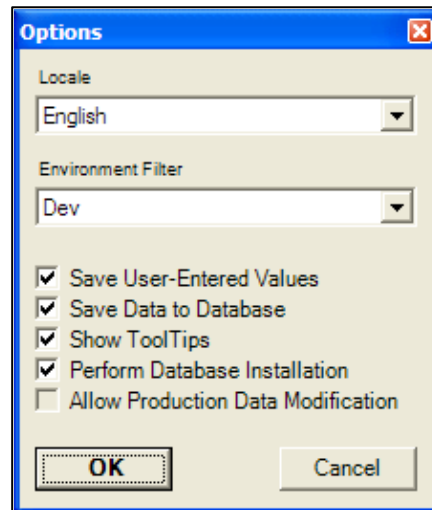 Options
Locale
English
Environment Filter
Dev
Save User-Entered Values
Save Data to Database
Show ToolTips
Perform Database Installation
Allow Production Data Modification
OK
Cancel